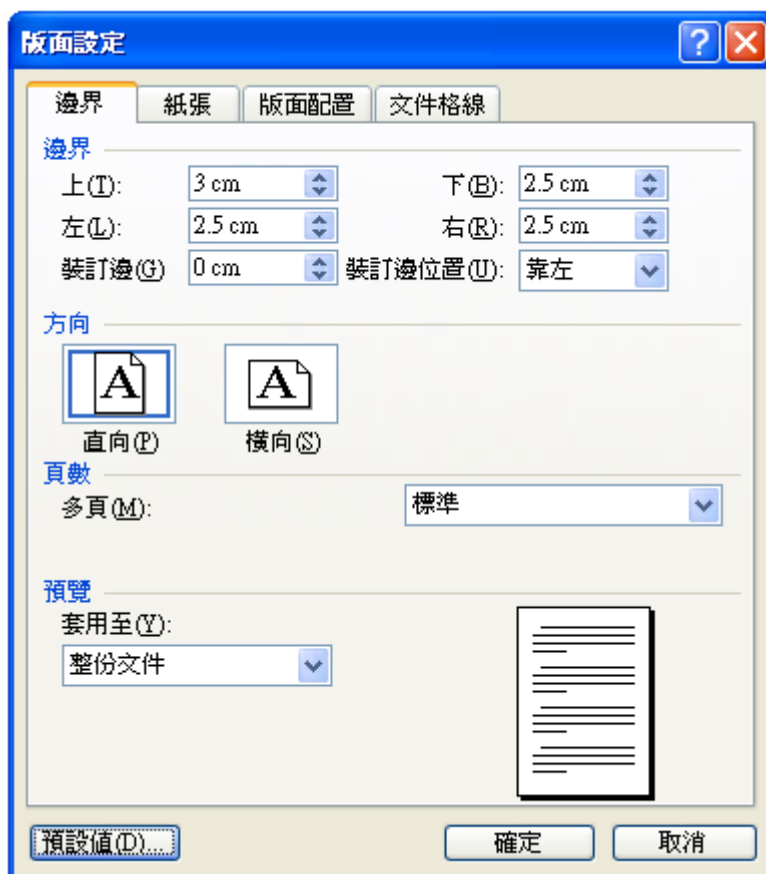 版面設定
邊界 紙張 版面配置 文件格線
邊界
上(T): 3 cm 下(B): 2.5 cm
左(L): 2.5 cm 右(R): 2.5 cm
裝訂邊(G) 0 cm 裝訂邊位置(U): 靠左
方向
A A
直向(P) 橫向(S)
頁數
多頁(M): 標準
預覽
套用至(Y):
整份文件
預設值(D)... 確定 取消